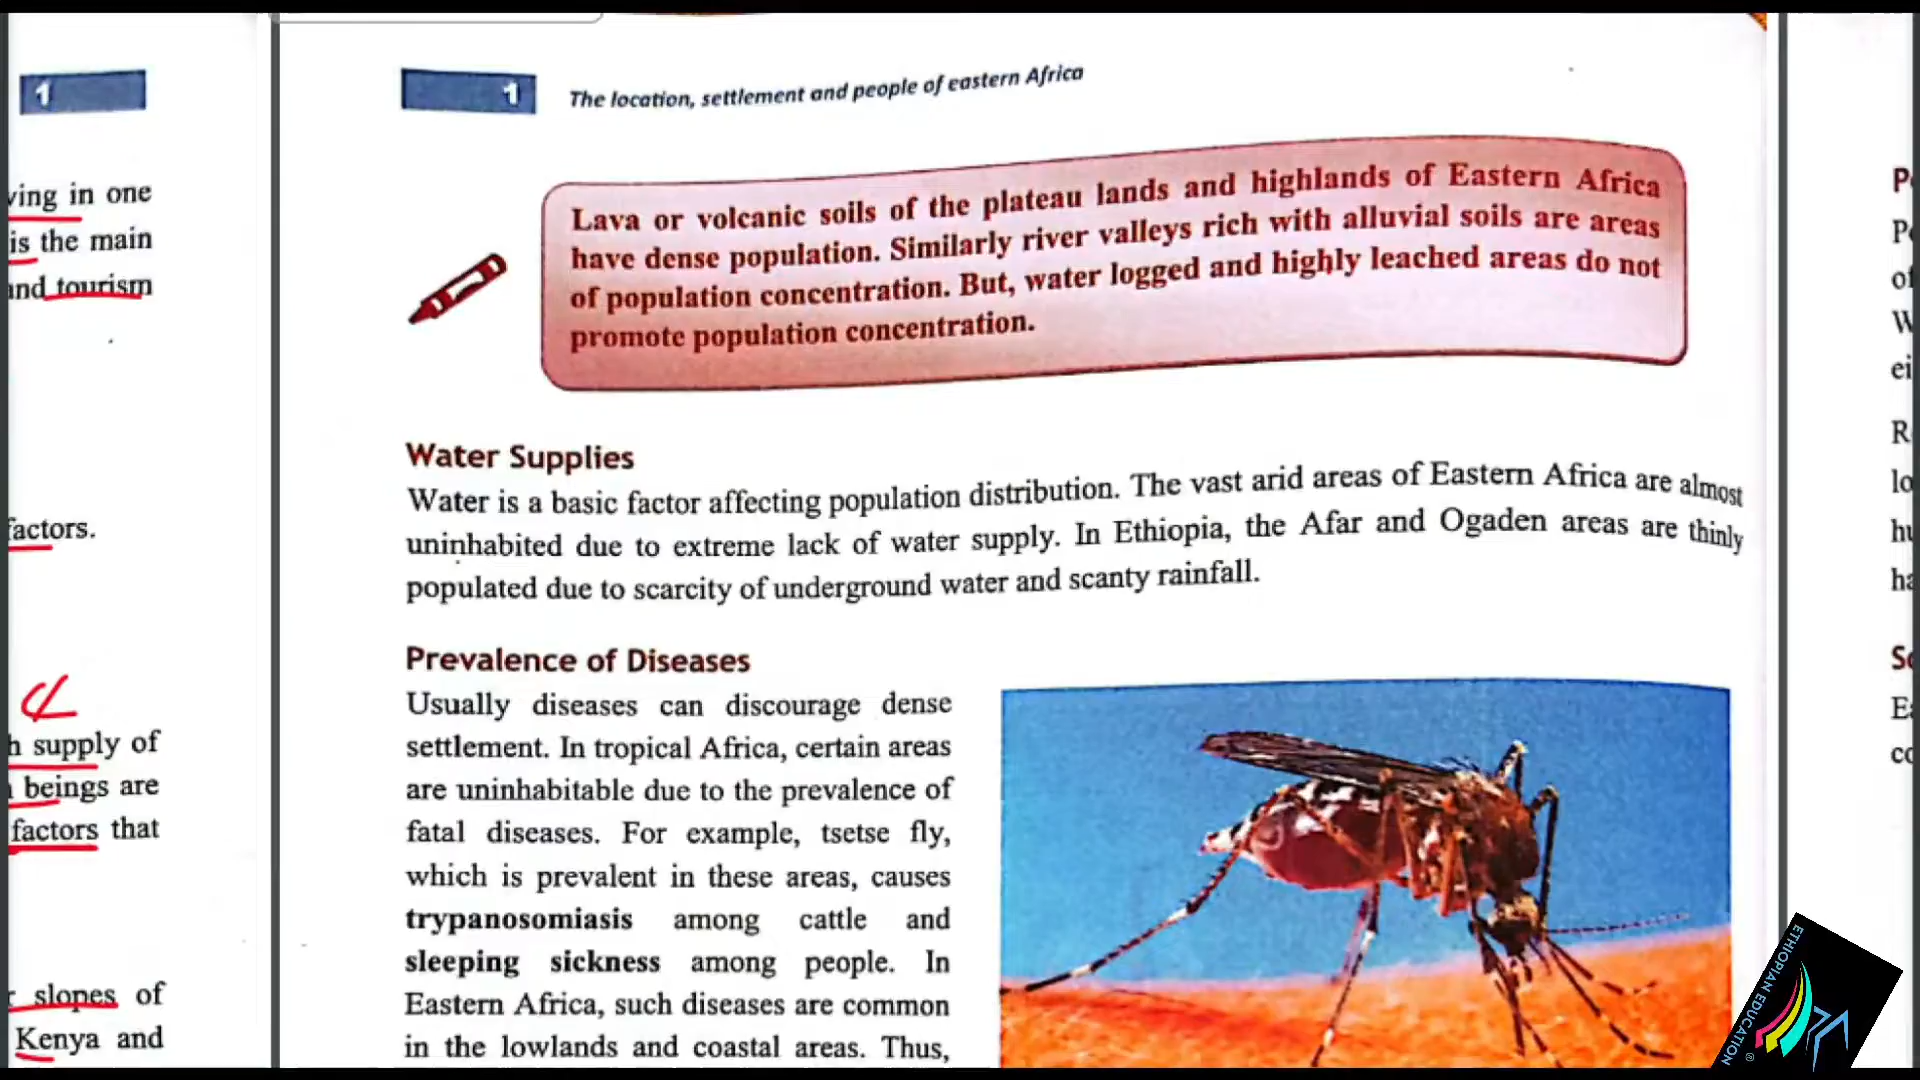 1
ving in one
is the main
and tourism
factors.
h supply of
beings are
factors that
slopes of
Kenya and
1
The location, settlement and people of eastern Africa
Lava or volcanic soils of the plateau lands and highlands of Eastern Africa
have dense population. Similarly river valleys rich with alluvial soils are areas
of population concentration. But, water logged and highly leached areas do not
promote population concentration.
Water Supplies
Water is a basic factor affecting population distribution. The vast arid areas of Eastern Africa are almost
uninhabited due to extreme lack of water supply. In Ethiopia, the Afar and Ogaden areas are thinly
populated due to scarcity of underground water and scanty rainfall.
Prevalence of Diseases
Usually diseases can discourage dense
settlement. In tropical Africa, certain areas
are uninhabitable due to the prevalence of
fatal diseases. For example, tsetse fly,
which is prevalent in these areas, causes
trypanosomiasis among cattle and
sleeping sickness among people. In
Eastern Africa, such diseases are common
in the lowlands and coastal areas. Thus,
ETHIOPIAN EDUCATION